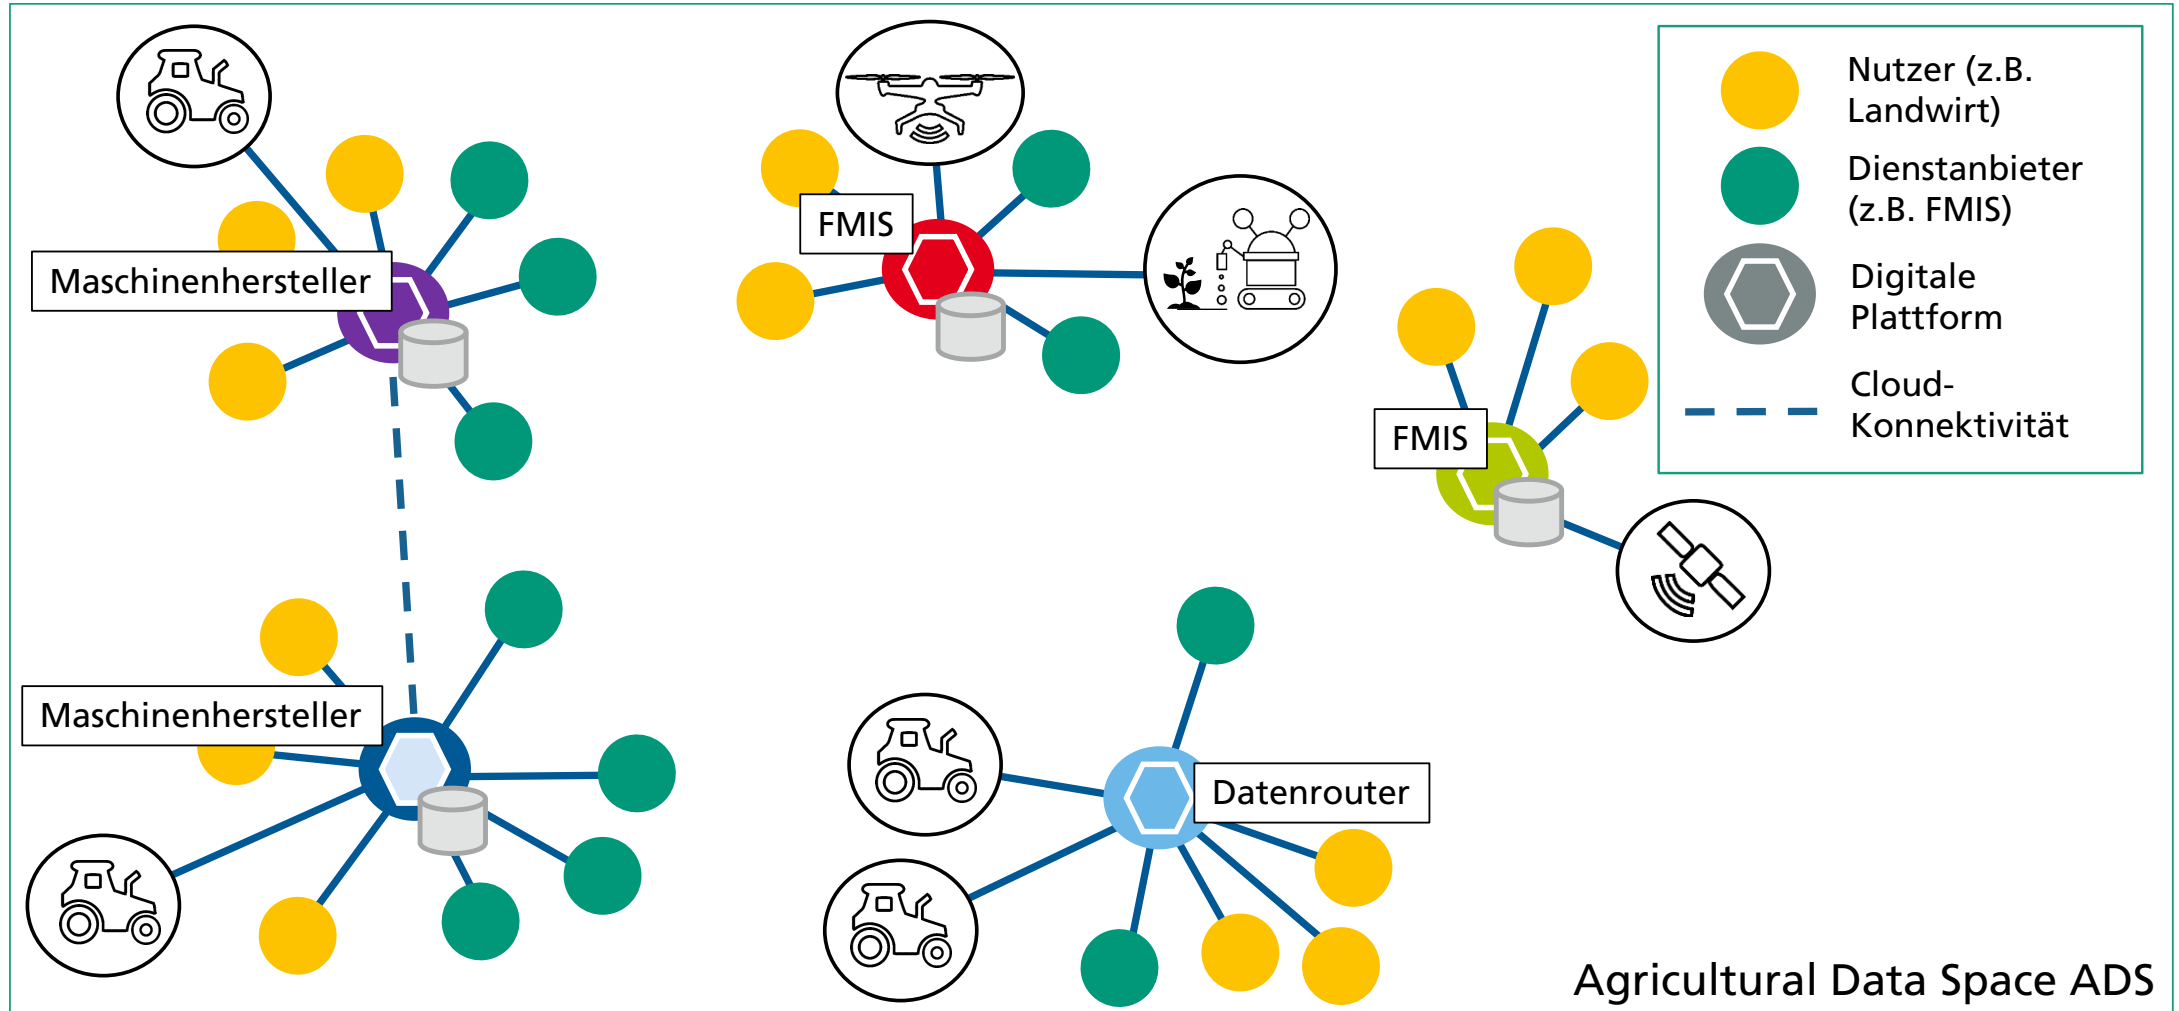 Maschinenhersteller
FMIS
FMIS
Maschinenhersteller
Datenrouter
Nutzer (z.B.
Landwirt)
Dienstanbieter
(z.B. FMIS)
Digitale
Plattform
Cloud-
Konnektivität
Agricultural Data Space ADS